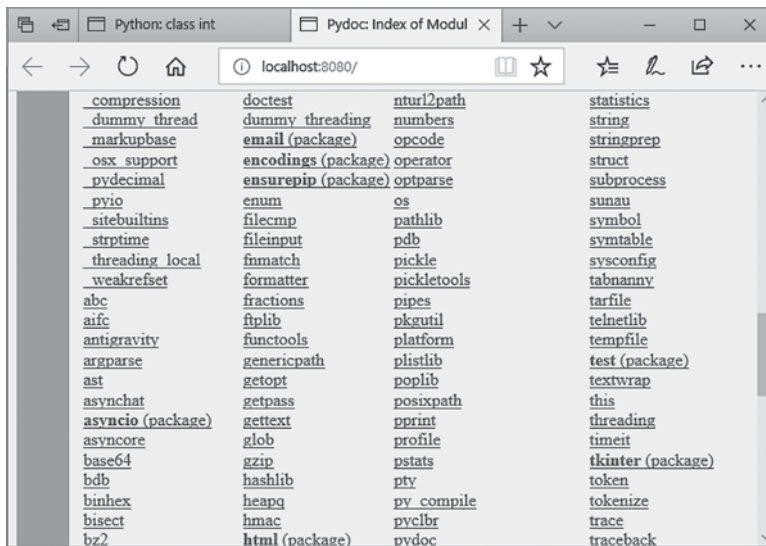 Python: class int
Pydoc: Index of Modul
localhost:8080/
_compression doctest nturl2path statistics
_dummy_thread dummy_threading numbers string
_markupbase email (package) opcode stringprep
_osx_support encodings (package) operator struct
_pydecimal ensurepip (package) optparse subprocess
_pyio enum os sunau
_sitebuiltins filecmp pathlib symbol
_strptime fileinput pdb symtable
_threading_local fnmatch pickle sysconfig
_weakrefset formatter pickletools tabnanny
abc fractions pipes tarfile
aifc ftplib pkgutil telnetlib
antigravity functools platform tempfile
argparse genericpath plistlib test (package)
ast getopt poplib textwrap
asynchat getpass posixpath this
asyncio (package) gettext pprint threading
asyncore glob profile timeit
base64 gzip pstats tkinter (package)
bdb hashlib pty token
binhex heapq py_compile tokenize
bisect hmac pyclbr trace
bz2 html (package) pydoc traceback